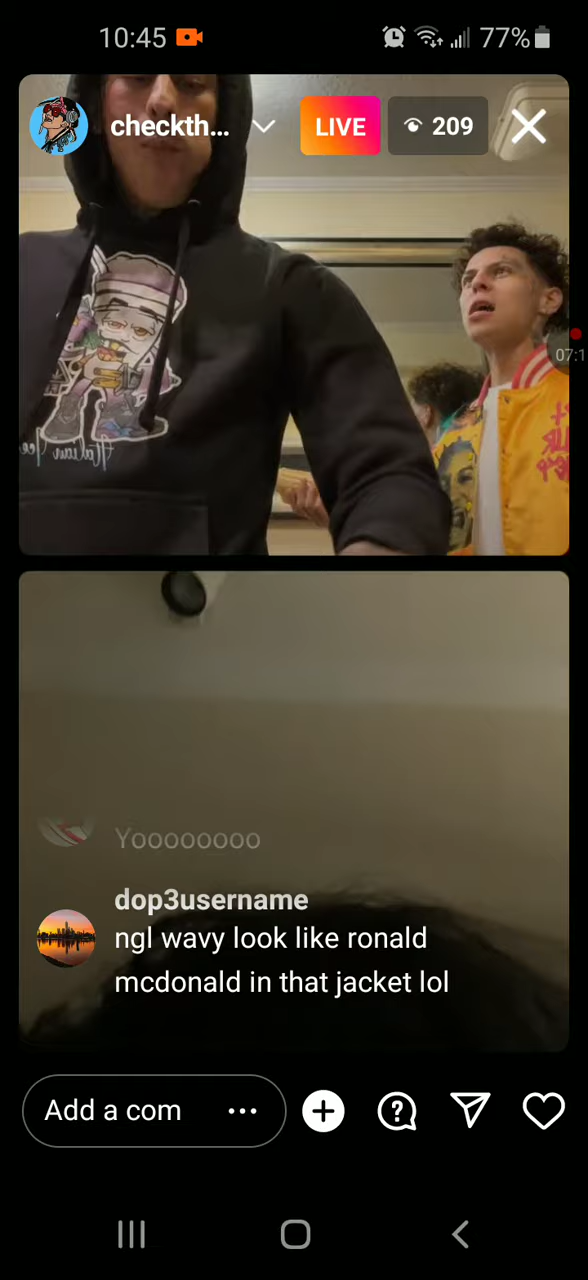 10:45
77%
checkth...
LIVE
209
07:1
Yoooooooo
dop3username
ngl wavy look like ronald
mcdonald in that jacket lol
Add a com